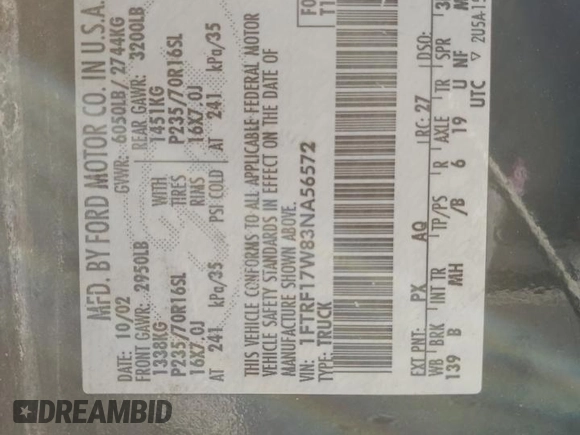 MFD. BY FORD MOTOR CO. IN U.S.A.
10/02 GVWR: 6050LB / 2744KG
FRONT GAWR: 2950LB REAR GAWR: 3200LB
1338KG WITH 1451KG
P235/70R16SL TIRES P235/70R16SL
16X7.0J RIMS 16X7.0J
AT 241 kPa/35 PSI COLD AT 241 kPa/35
THIS VEHICLE CONFORMS TO ALL APPLICABLE FEDERAL MOTOR
VEHICLE SAFETY STANDARDS IN EFFECT ON THE DATE OF
MANUFACTURE SHOWN ABOVE.
VIN: 1FTRF17W83NA56572
TYPE: TRUCK
EXT PNT: PX AQ RC: 27 DSO:
WB BRK INT TR TP/PS R AXLE TR SPR
139 B MH /B 6 19 U NF
UTC
DREAMBID